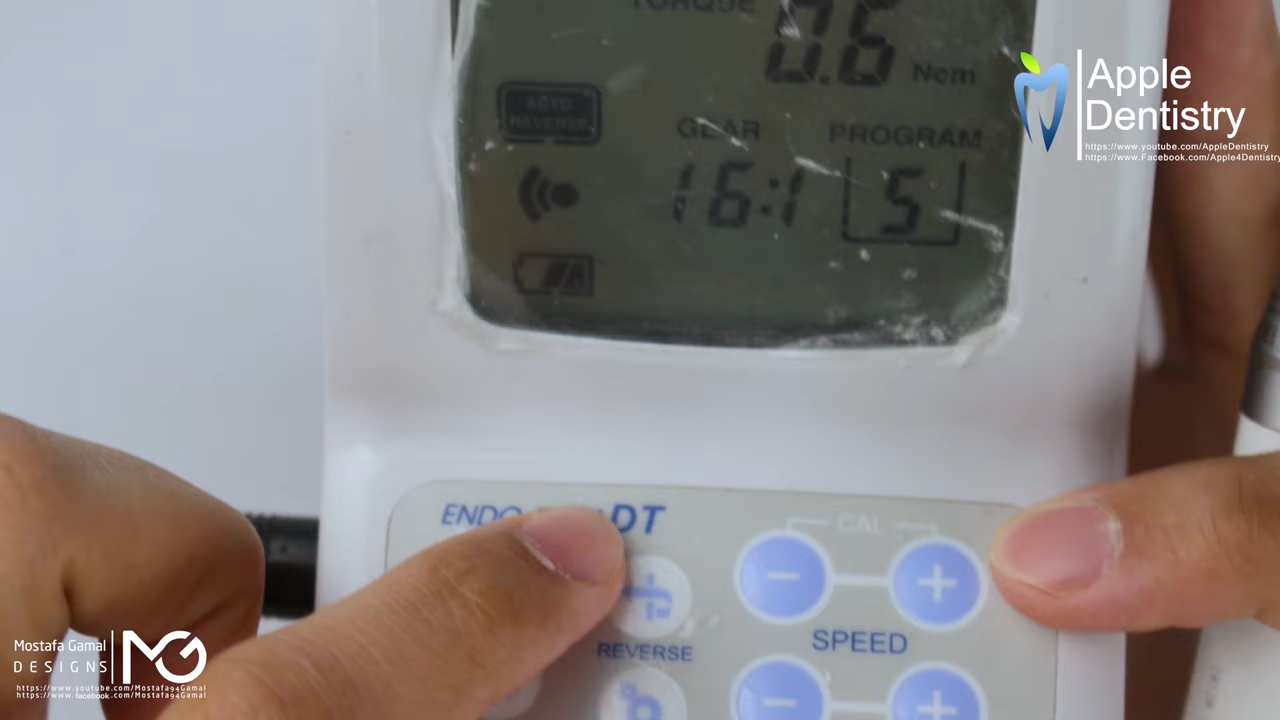 TORQUE
0.6 Ncm
AUTO
REVERSE
GEAR
PROGRAM
16:1
5
Apple
Dentistry
https://www.youtube.com/AppleDentistry
https://www.Facebook.com/Apple4Dentistry
ENDO
DT
CAL
REVERSE
SPEED
Mostafa Gamal
DESIGNS
MG
https://www.youtube.com/Mostafa94Gamal
https://www.facebook.com/Mostafa94Gamal